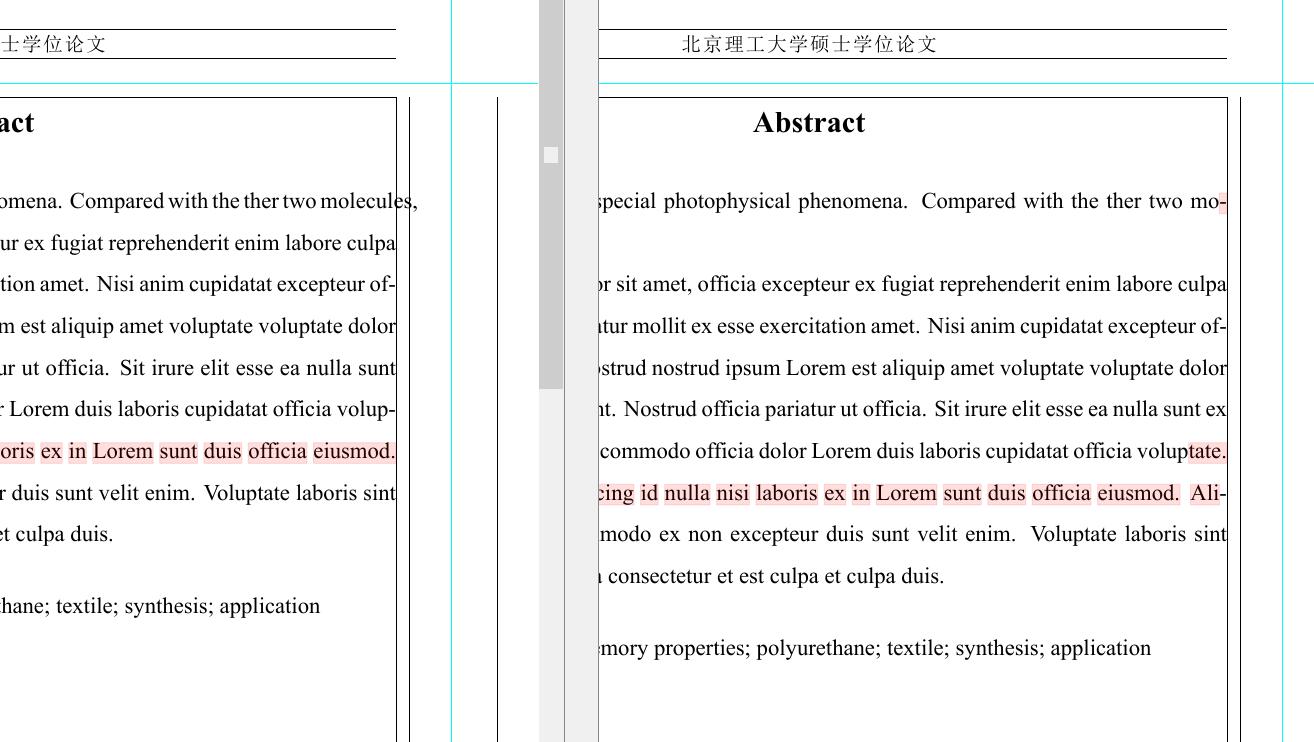 士学位论文
act
omena. Compared with the ther two molecules,
ur ex fugiat reprehenderit enim labore culpa
tion amet. Nisi anim cupidatat excepteur of-
m est aliquip amet voluptate voluptate dolor
ur ut officia. Sit irure elit esse ea nulla sunt
r Lorem duis laboris cupidatat officia volup-
oris ex in Lorem sunt duis officia eiusmod.
r duis sunt velit enim. Voluptate laboris sint
et culpa duis.
thane; textile; synthesis; application
北京理工大学硕士学位论文
Abstract
special photophysical phenomena. Compared with the ther two mo-
or sit amet, officia excepteur ex fugiat reprehenderit enim labore culpa
atur mollit ex esse exercitation amet. Nisi anim cupidatat excepteur of-
ostrud nostrud ipsum Lorem est aliquip amet voluptate voluptate dolor
nt. Nostrud officia pariatur ut officia. Sit irure elit esse ea nulla sunt ex
commodo officia dolor Lorem duis laboris cupidatat officia voluptate.
cing id nulla nisi laboris ex in Lorem sunt duis officia eiusmod. Ali-
modo ex non excepteur duis sunt velit enim. Voluptate laboris sint
consectetur et est culpa et culpa duis.
emory properties; polyurethane; textile; synthesis; application